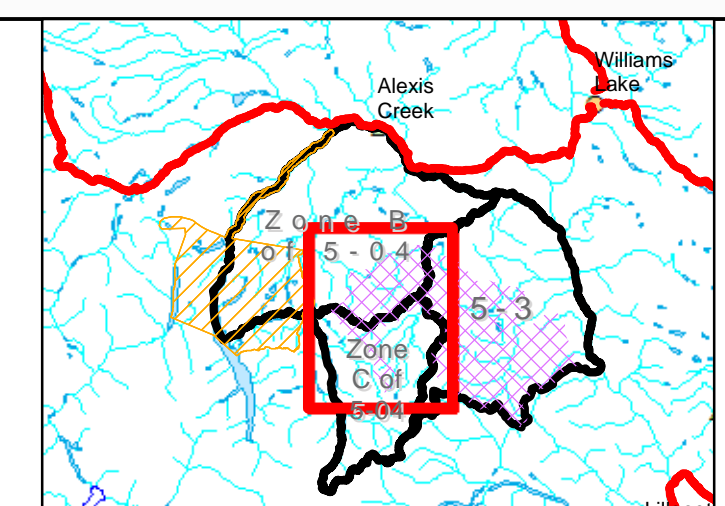 Williams
Lake
Alexis
Creek
Zone B
of 5-04
5-3
Zone
C of
5-04